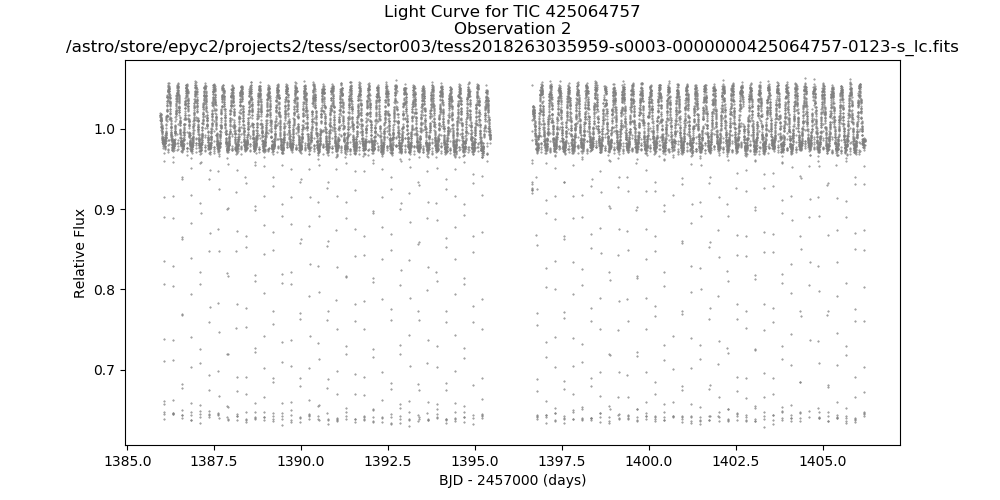 Light Curve for TIC 425064757
Observation 2
/astro/store/epyc2/projects2/tess/sector003/tess2018263035959-s0003-0000000425064757-0123-s_lc.fits
1.0
0.9
0.8
0.7
Relative Flux
1385.0 1387.5 1390.0 1392.5 1395.0 1397.5 1400.0 1402.5 1405.0
BJD - 2457000 (days)